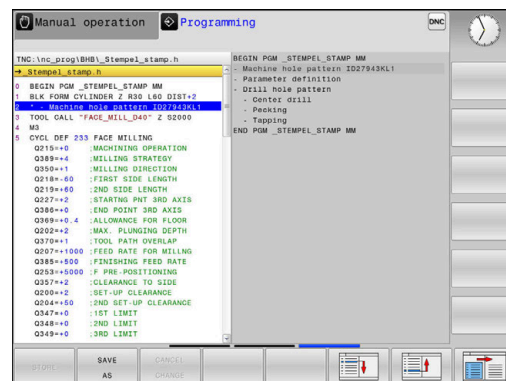 Manual operation
Programming
DNC
TNC:\nc_prog\BHB\_Stempel_stamp.h
→_Stempel_stamp.h
0 BEGIN PGM _STEMPEL_STAMP MM
1 BLK FORM CYLINDER Z R30 L60 DIST+2
2 * - Machine hole pattern ID27943KL1
3 TOOL CALL "FACE_MILL_D40" Z S2000
4 M3
5 CYCL DEF 233 FACE MILLING
Q215=+0 ;MACHINING OPERATION
Q389=+4 ;MILLING STRATEGY
Q350=+1 ;MILLING DIRECTION
Q218=-60 ;FIRST SIDE LENGTH
Q219=+60 ;2ND SIDE LENGTH
Q227=+2 ;STARTNG PNT 3RD AXIS
Q386=+0 ;END POINT 3RD AXIS
Q369=+0.4 ;ALLOWANCE FOR FLOOR
Q202=+2 ;MAX. PLUNGING DEPTH
Q370=+1 ;TOOL PATH OVERLAP
Q207=+1000 ;FEED RATE FOR MILLNG
Q385=+500 ;FINISHING FEED RATE
Q253=+5000 ;F PRE-POSITIONING
Q357=+2 ;CLEARANCE TO SIDE
Q200=+2 ;SET-UP CLEARANCE
Q204=+50 ;2ND SET-UP CLEARANCE
Q347=+0 ;1ST LIMIT
Q348=+0 ;2ND LIMIT
Q349=+0 ;3RD LIMIT
BEGIN PGM _STEMPEL_STAMP MM
- Machine hole pattern ID27943KL1
- Parameter definition
- Drill hole pattern
- Center drill
- Pecking
- Tapping
END PGM _STEMPEL_STAMP MM
STORE
SAVE
AS
CANCEL
CHANGE